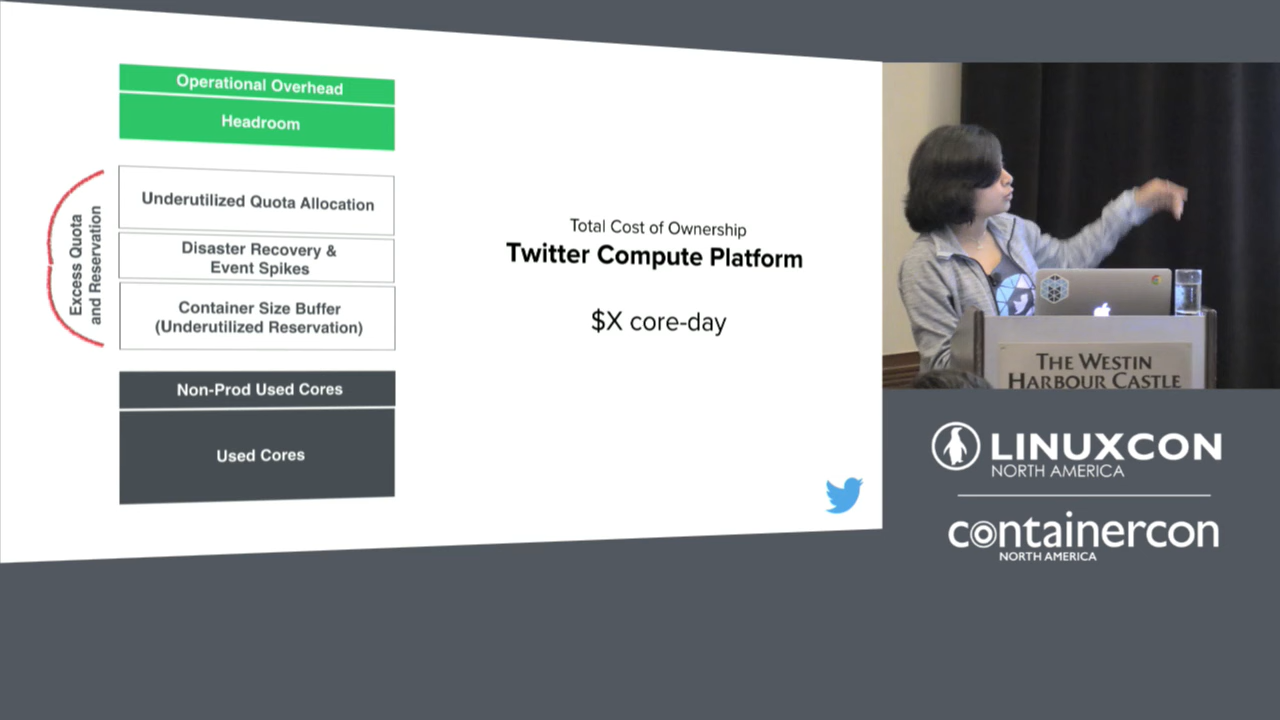 Operational Overhead
Headroom
Excess Quota
and Reservation
Underutilized Quota Allocation
Disaster Recovery &
Event Spikes
Container Size Buffer
(Underutilized Reservation)
Non-Prod Used Cores
Used Cores
Total Cost of Ownership
Twitter Compute Platform
$X core-day
THE WESTIN
HARBOUR CASTLE
LINUXCON
NORTH AMERICA
containercon
NORTH AMERICA